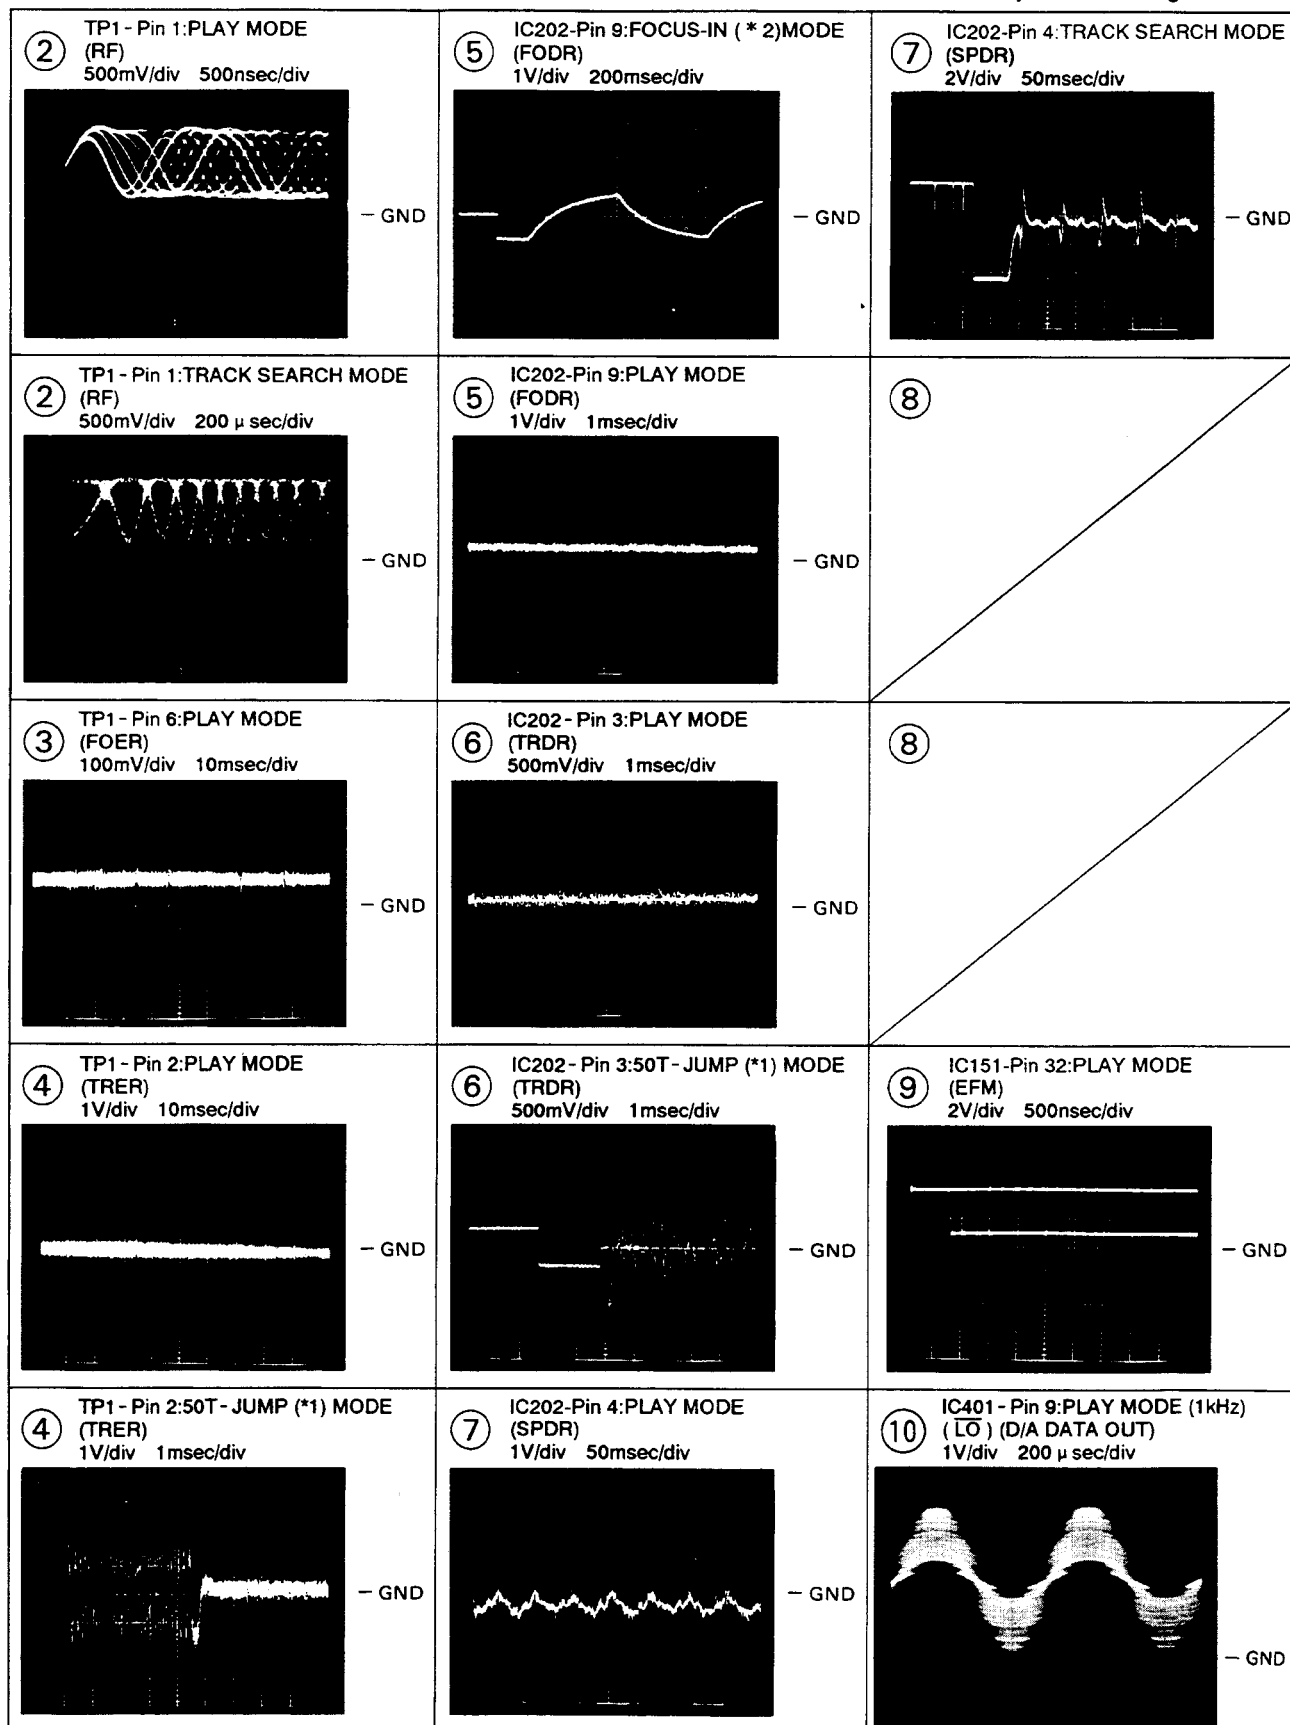 ②
TP1-Pin 1:PLAY MODE
(RF)
500mV/div 500nsec/div
– GND
⑤
IC202-Pin 9:FOCUS-IN (*2)MODE
(FODR)
1V/div 200msec/div
– GND
⑦
IC202-Pin 4:TRACK SEARCH MODE
(SPDR)
2V/div 50msec/div
– GND
②
TP1-Pin 1:TRACK SEARCH MODE
(RF)
500mV/div 200 μ sec/div
– GND
⑤
IC202-Pin 9:PLAY MODE
(FODR)
1V/div 1msec/div
– GND
⑧
③
TP1-Pin 6:PLAY MODE
(FOER)
100mV/div 10msec/div
– GND
⑥
IC202-Pin 3:PLAY MODE
(TRDR)
500mV/div 1msec/div
– GND
⑧
④
TP1-Pin 2:PLAY MODE
(TRER)
1V/div 10msec/div
– GND
⑥
IC202-Pin 3:50T-JUMP (*1) MODE
(TRDR)
500mV/div 1msec/div
– GND
⑨
IC151-Pin 32:PLAY MODE
(EFM)
2V/div 500nsec/div
– GND
④
TP1-Pin 2:50T-JUMP (*1) MODE
(TRER)
1V/div 1msec/div
– GND
⑦
IC202-Pin 4:PLAY MODE
(SPDR)
1V/div 50msec/div
– GND
⑩
IC401-Pin 9:PLAY MODE (1kHz)
(L̅O̅) (D/A DATA OUT)
1V/div 200 μ sec/div
– GND